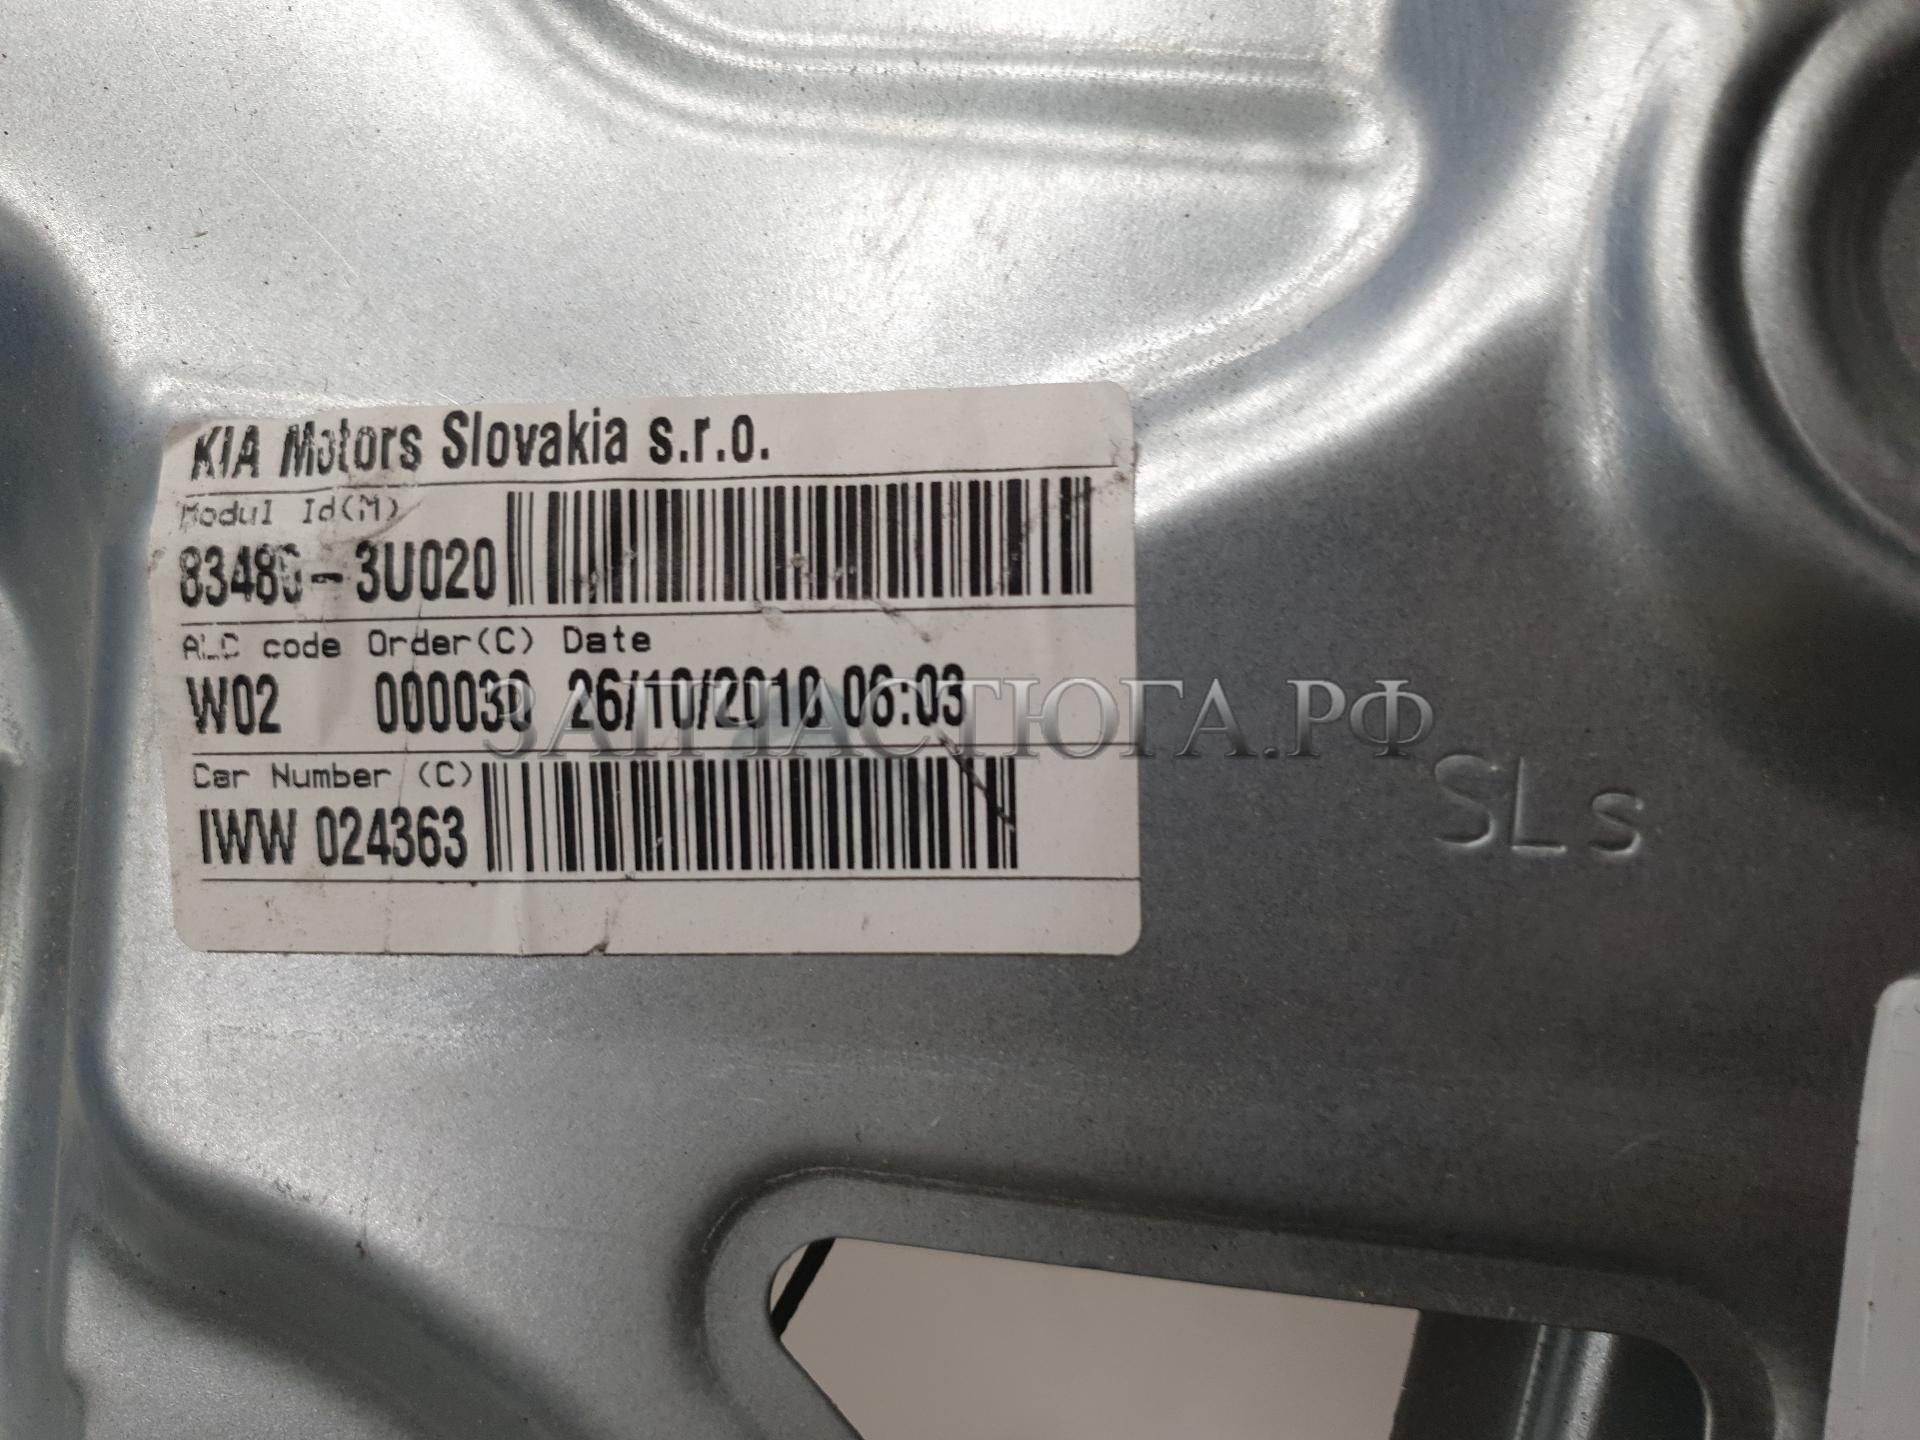 KIA Motors Slovakia s.r.o.
Modul Id(M)
83480-3U020
ALC code Order(C) Date
W02 000030 26/10/2010 06:03
ЗАПЧАСТЮГА.РФ
Car Number (C)
IWW 024363
SLs